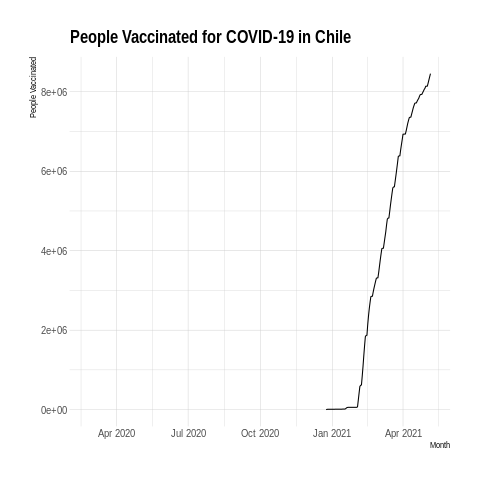 People Vaccinated for COVID-19 in Chile
People Vaccinated
8e+06
6e+06
4e+06
2e+06
0e+00
Apr 2020 Jul 2020 Oct 2020 Jan 2021 Apr 2021
Month